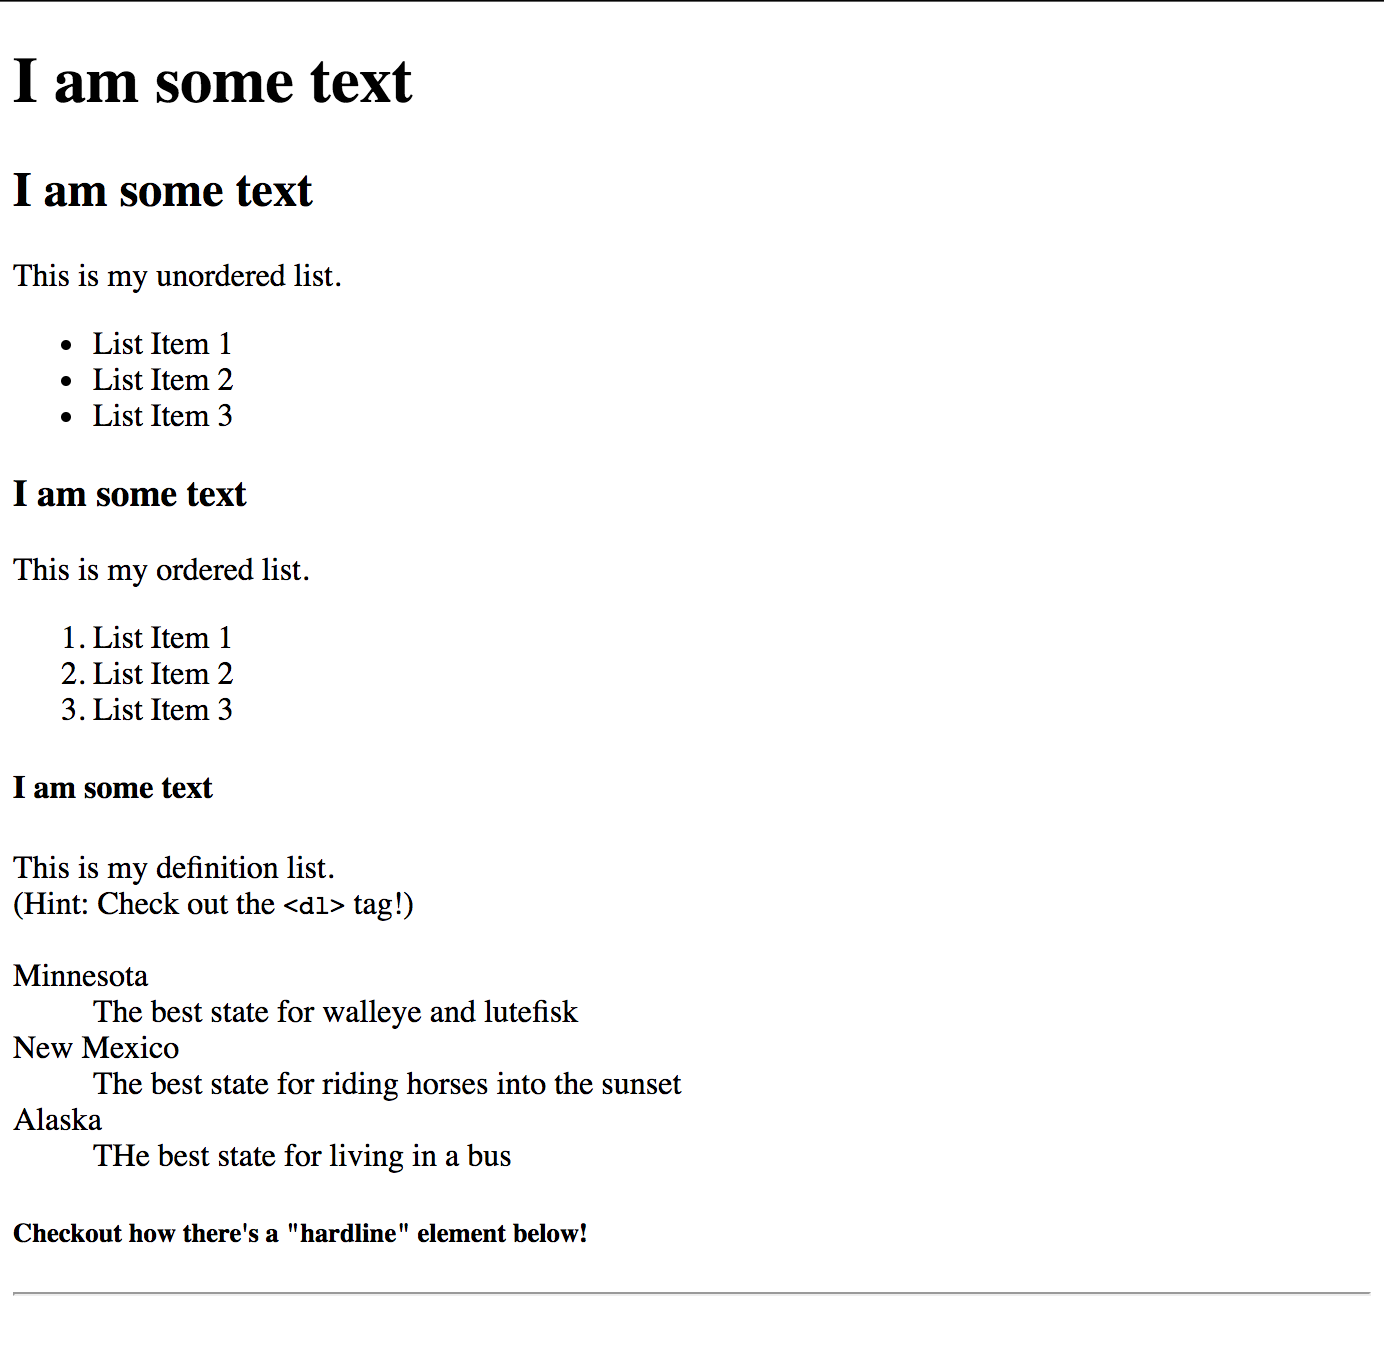 I am some text
I am some text
This is my unordered list.
• List Item 1
• List Item 2
• List Item 3
I am some text
This is my ordered list.
1. List Item 1
2. List Item 2
3. List Item 3
I am some text
This is my definition list.
(Hint: Check out the <dl> tag!)
Minnesota
The best state for walleye and lutefisk
New Mexico
The best state for riding horses into the sunset
Alaska
THe best state for living in a bus
Checkout how there's a "hardline" element below!